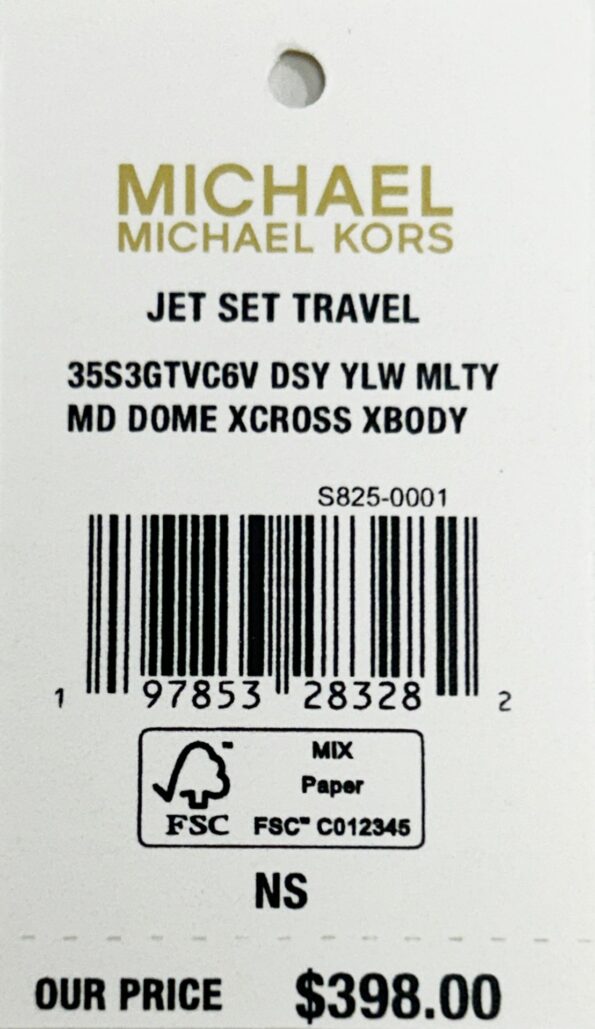 MICHAEL
MICHAEL KORS
JET SET TRAVEL
35S3GTVC6V DSY YLW MLTY
MD DOME XCROSS XBODY
S825-0001
1 97853 28328 2
FSC™
MIX
Paper
FSC™ C012345
NS
OUR PRICE $398.00